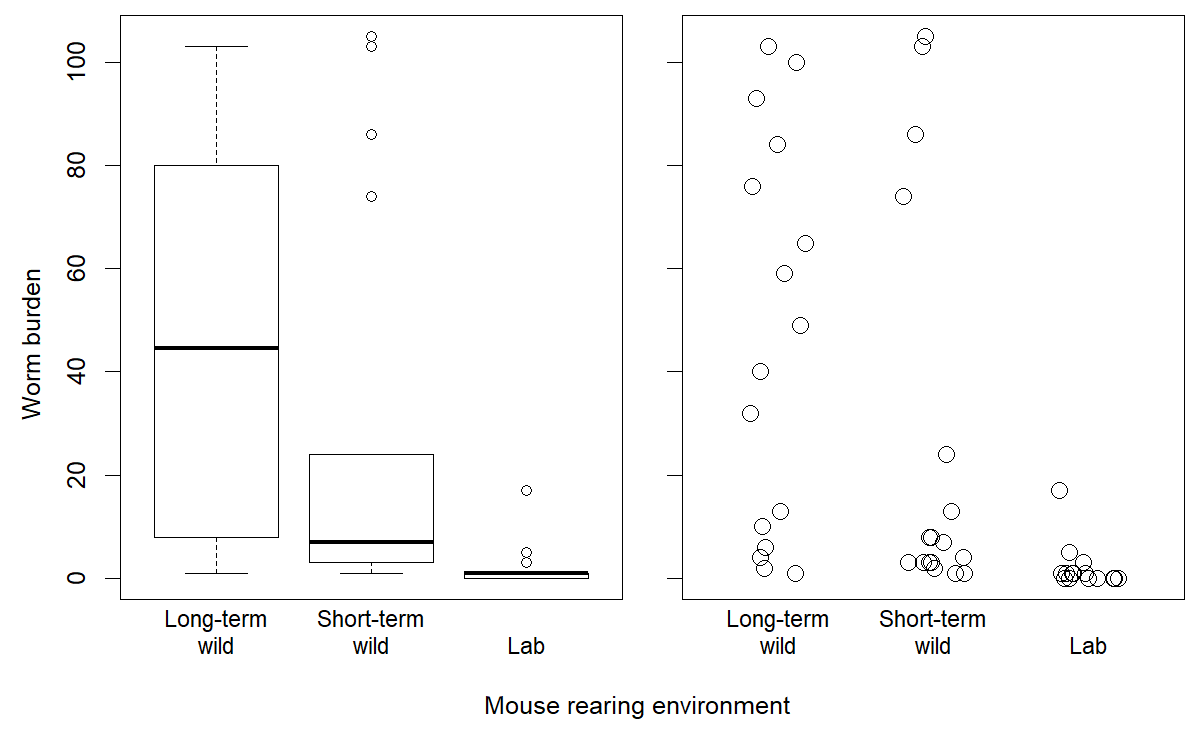 Worm burden
100
80
60
40
20
0
Long-term
wild
Short-term
wild
Lab
Long-term
wild
Short-term
wild
Lab
Mouse rearing environment